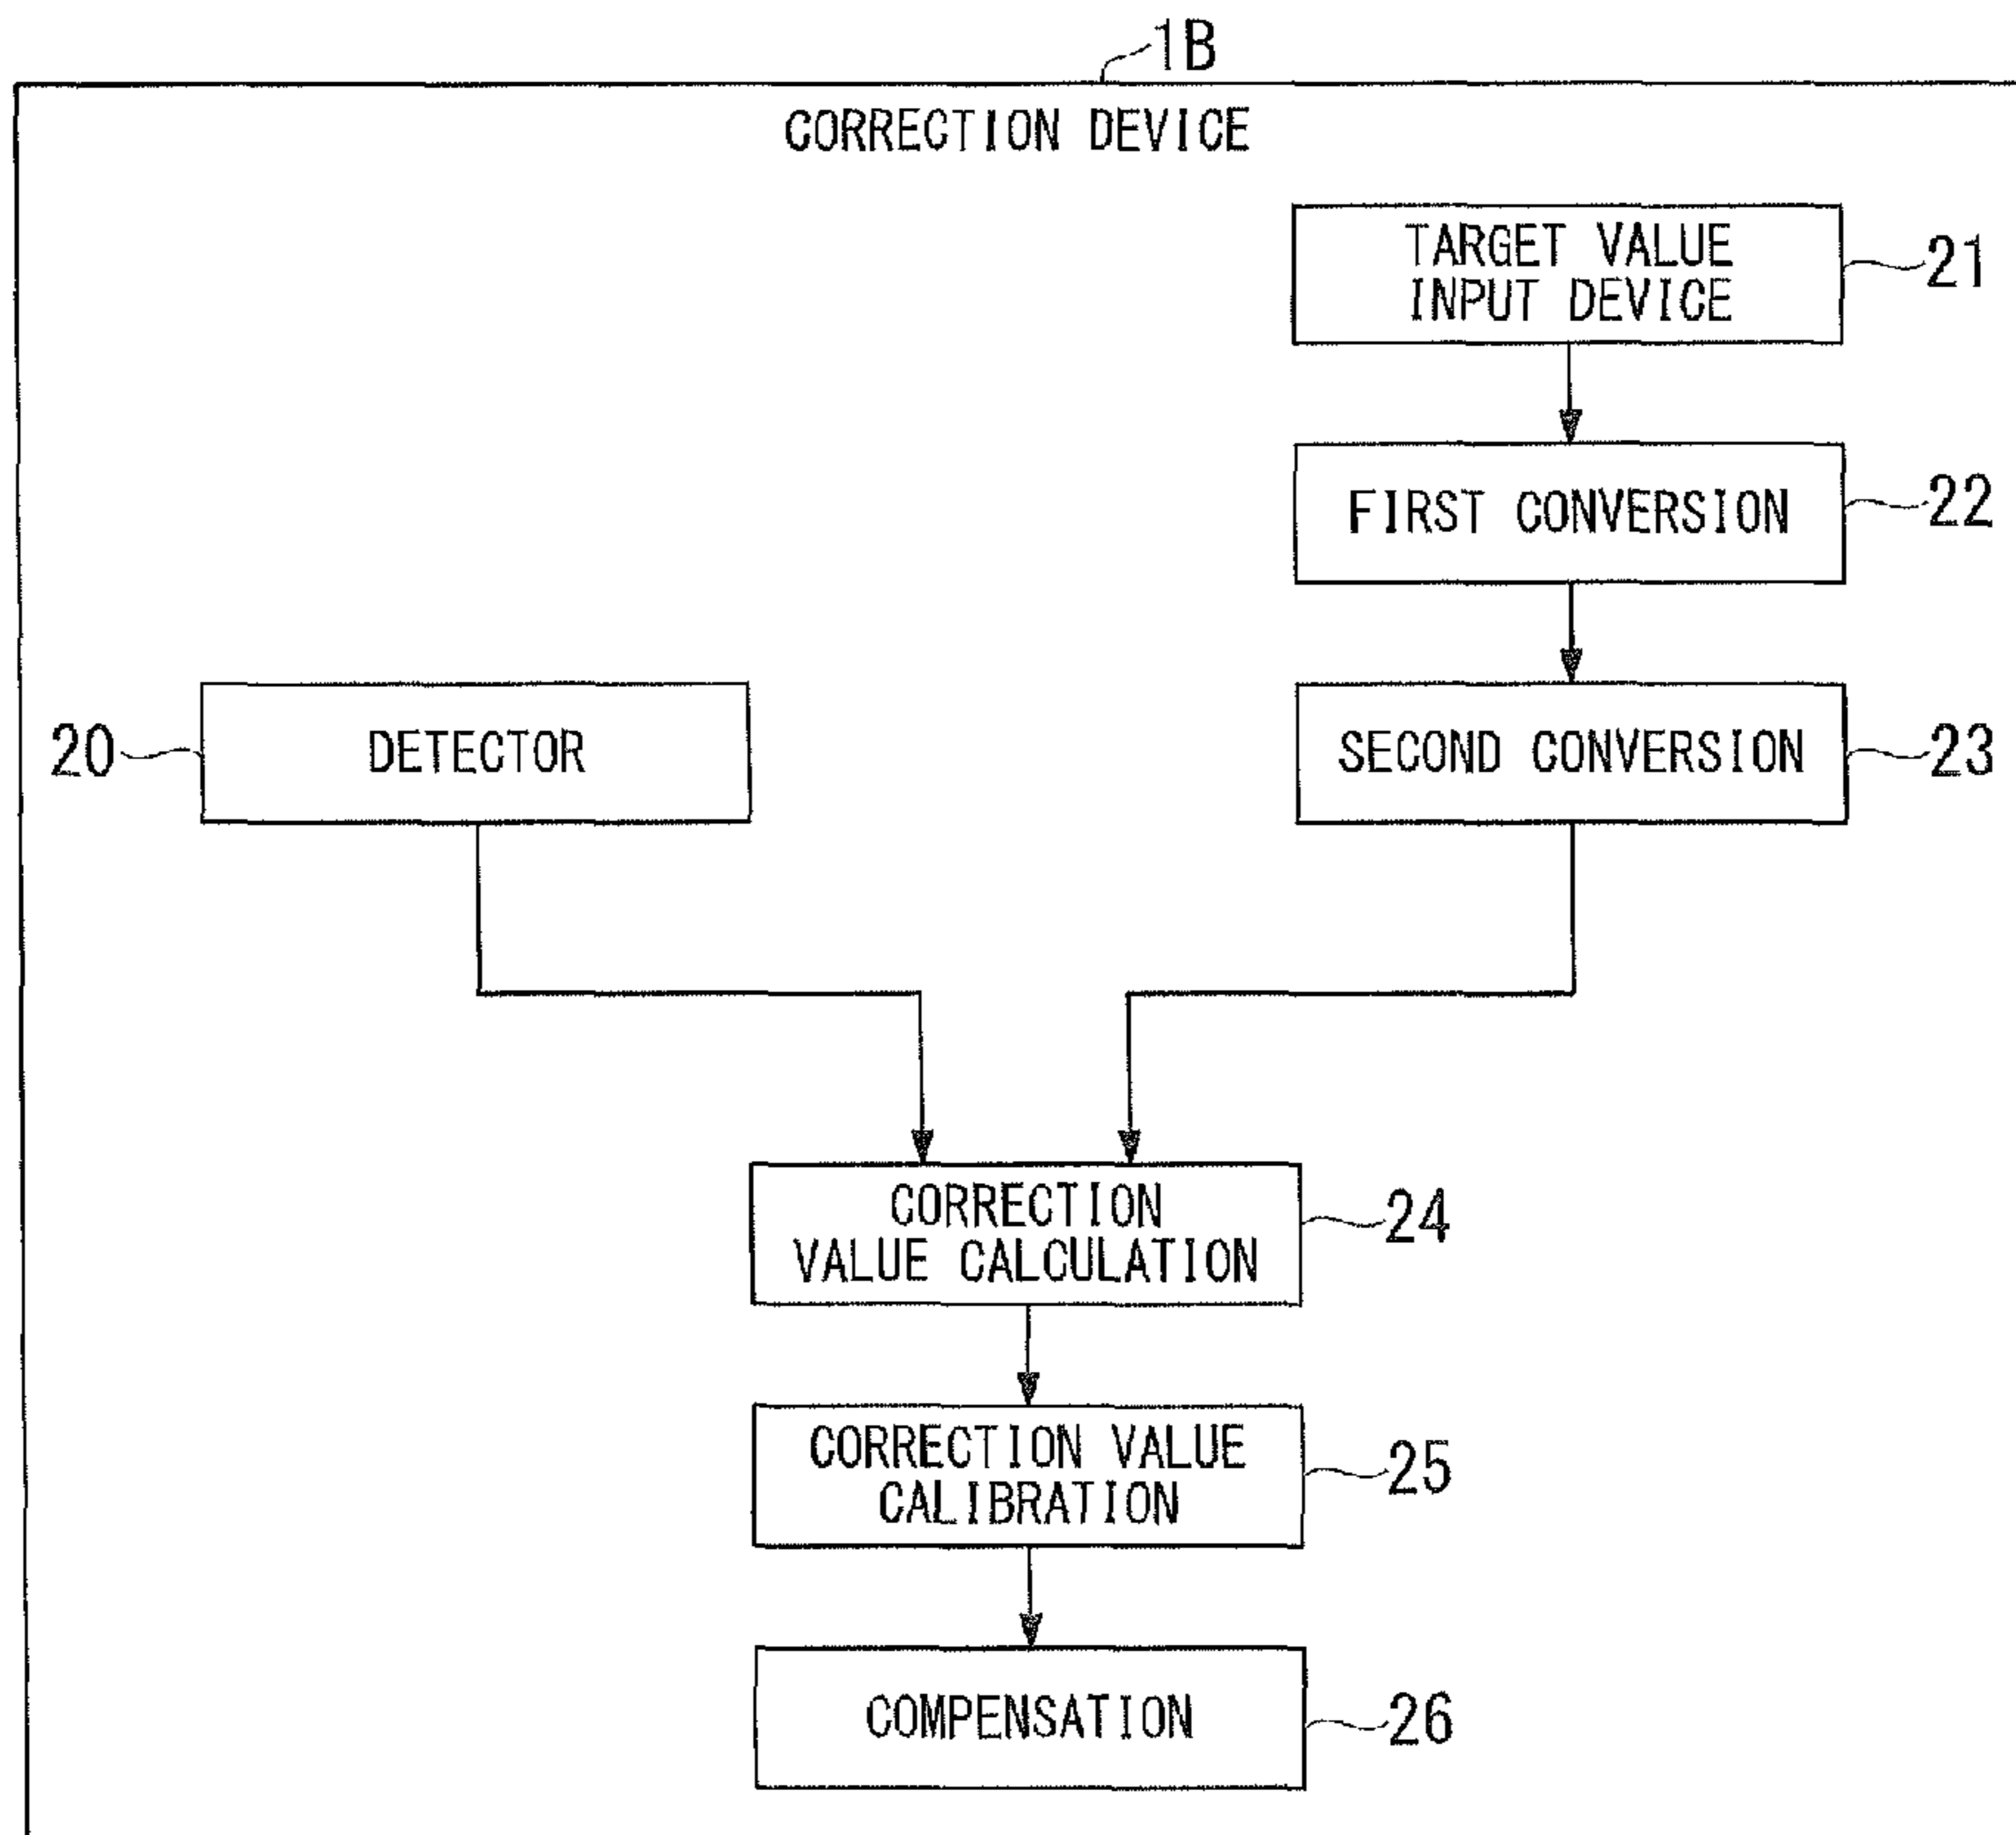 1B
CORRECTION DEVICE
TARGET VALUE
INPUT DEVICE
21
FIRST CONVERSION
22
20
DETECTOR
SECOND CONVERSION
23
CORRECTION
VALUE CALCULATION
24
CORRECTION VALUE
CALIBRATION
25
COMPENSATION
26